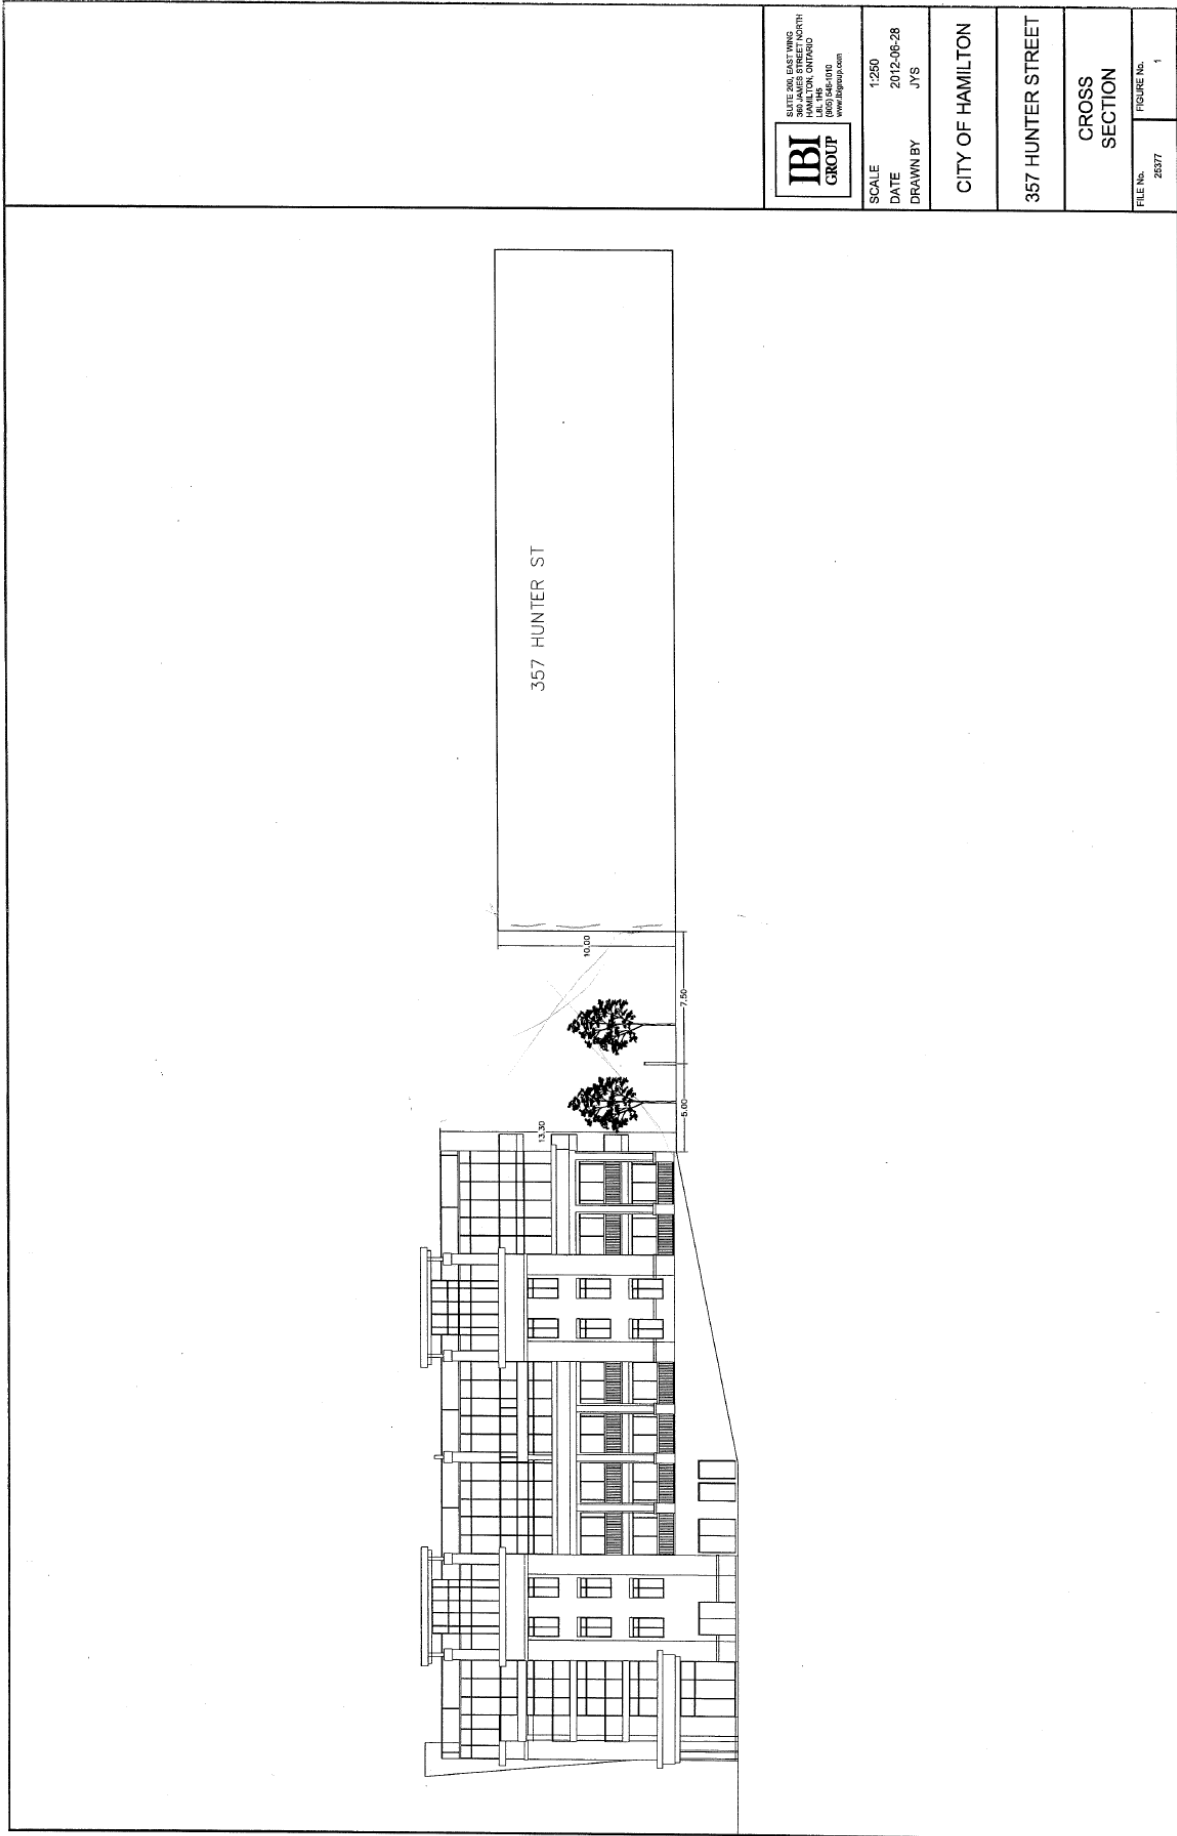 IBI
GROUP
SUITE 200, EAST WING
360 JAMES STREET NORTH
HAMILTON, ONTARIO
L8L 1H5
(905) 546-1010
www.ibigroup.com
SCALE 1:250
DATE 2012-06-28
DRAWN BY JYS
CITY OF HAMILTON
357 HUNTER STREET
CROSS
SECTION
FILE No. FIGURE No.
25377 1
357 HUNTER ST
13.30
10.00
5.00
7.50